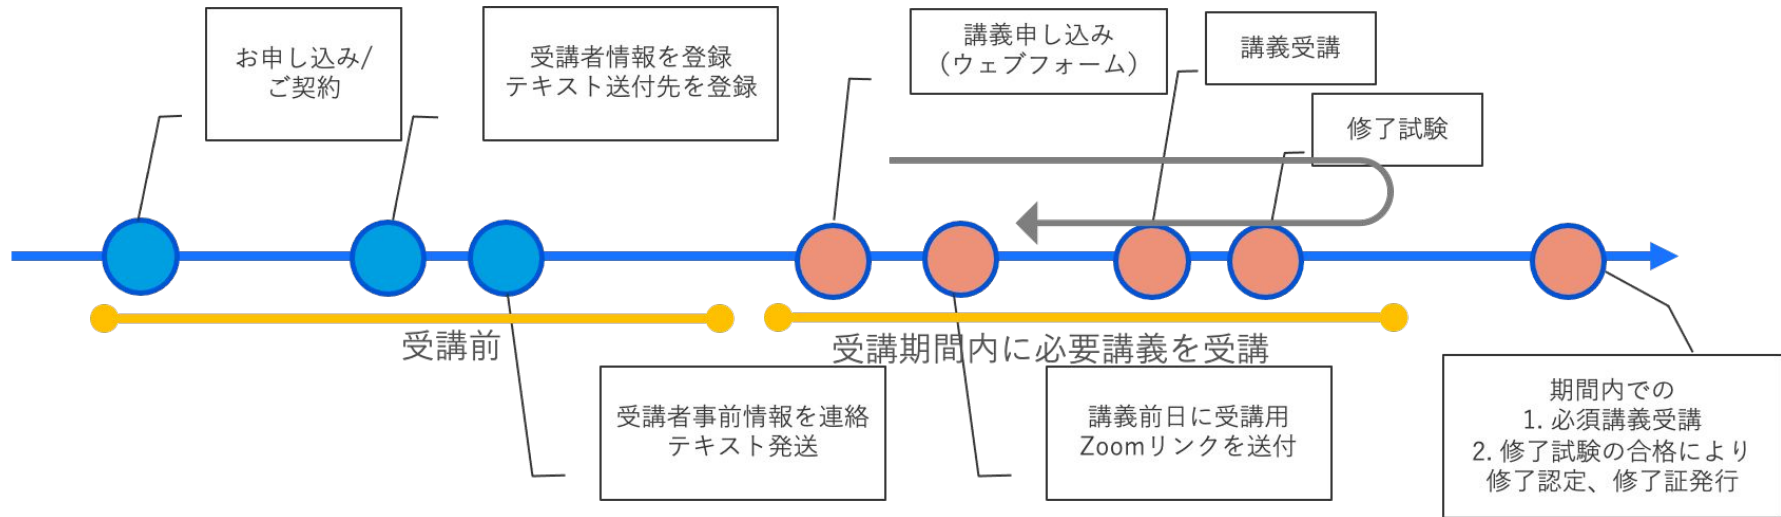 お申し込み/
ご契約
受講者情報を登録
テキスト送付先を登録
講義申し込み
（ウェブフォーム）
講義受講
修了試験
受講前
受講期間内に必要講義を受講
受講者事前情報を連絡
テキスト発送
講義前日に受講用
Zoomリンクを送付
期間内での
1. 必須講義受講
2. 修了試験の合格により
修了認定、修了証発行